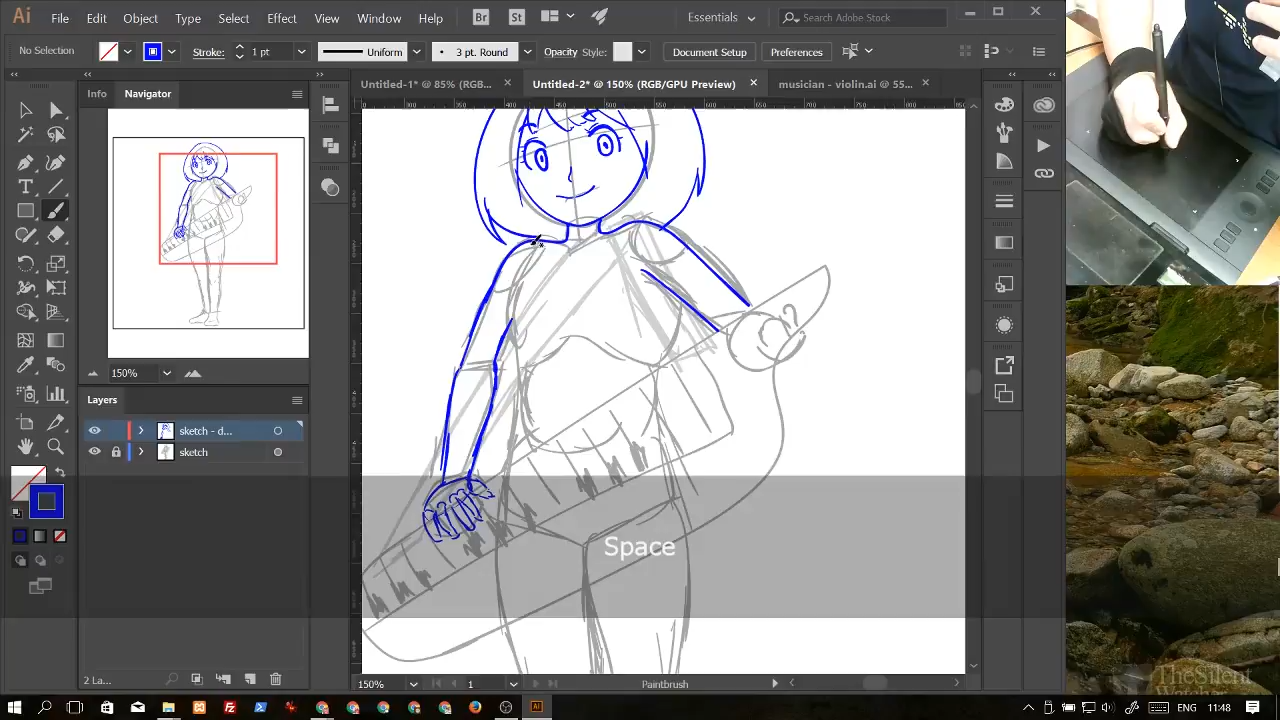 Ai File Edit Object Type Select Effect View Window Help Br St Essentials Search Adobe Stock
No Selection Stroke: 1 pt Uniform 3 pt. Round Opacity Style: Document Setup Preferences
Info Navigator
Untitled-1* @ 85% (RGB... Untitled-2* @ 150% (RGB/GPU Preview) musician - violin.ai @ 55...
150%
Layers
sketch - d...
sketch
Space
2 La...
150% 1 Paintbrush
TheSilent
Watcher
ENG 11:48